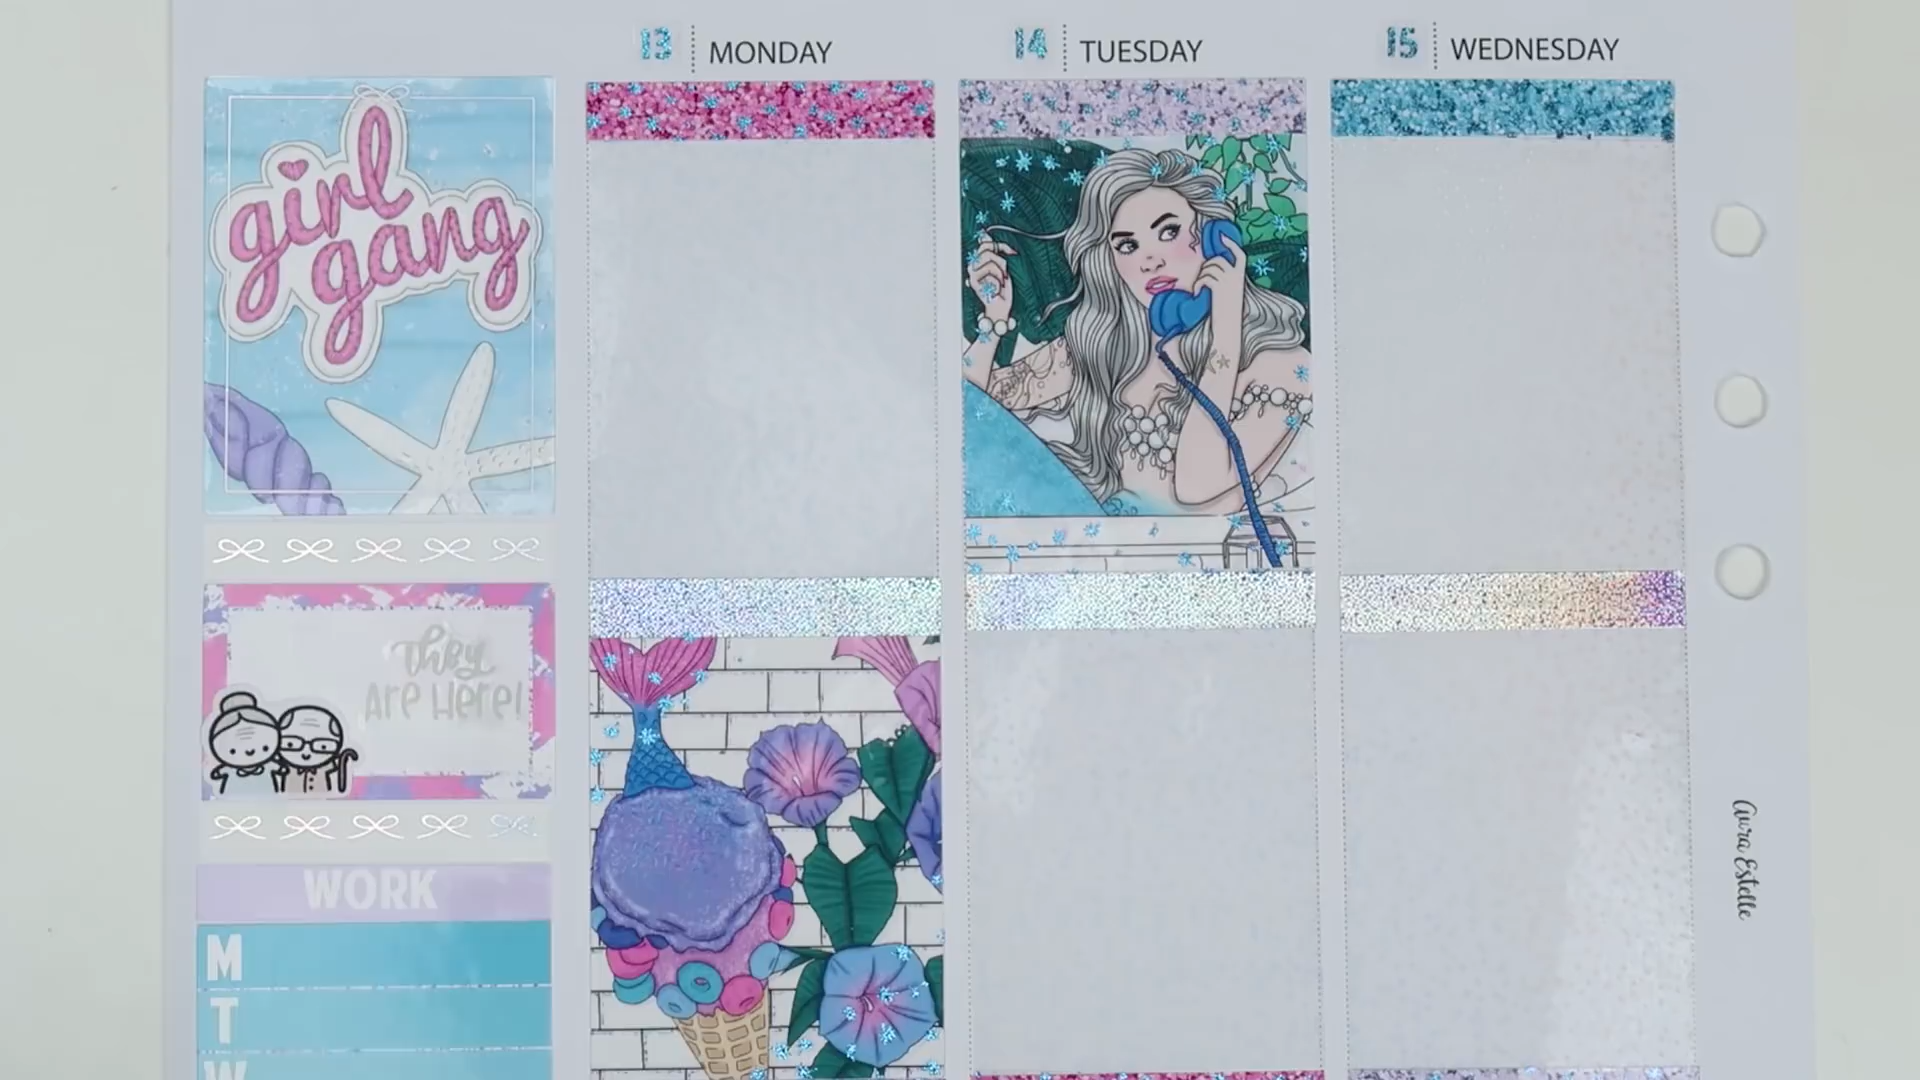 13 MONDAY
14 TUESDAY
15 WEDNESDAY
girl
gang
They
Are Here!
WORK
M
T
W
Aura Estelle